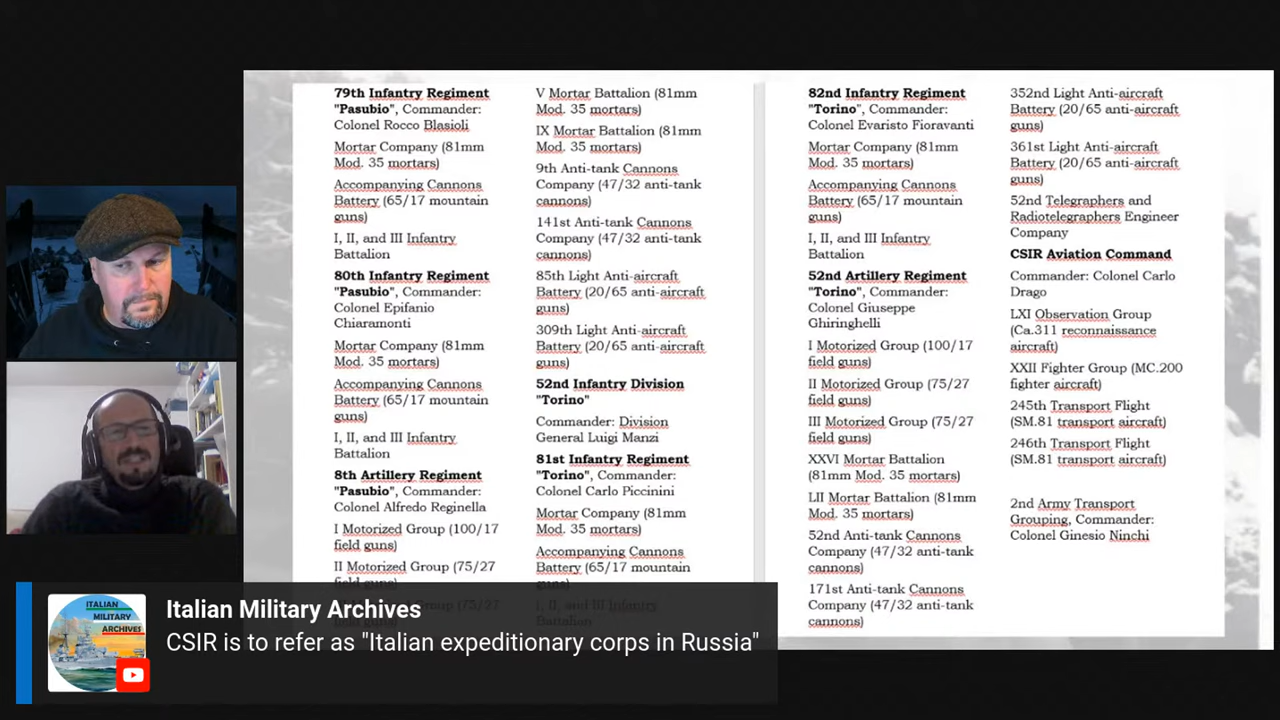 79th Infantry Regiment
"Pasubio", Commander:
Colonel Rocco Blasioli
Mortar Company (81mm
Mod. 35 mortars)
Accompanying Cannons
Battery (65/17 mountain
guns)
I, II, and III Infantry
Battalion
80th Infantry Regiment
"Pasubio", Commander:
Colonel Epifanio
Chiaramonti
Mortar Company (81mm
Mod. 35 mortars)
Accompanying Cannons
Battery (65/17 mountain
guns)
I, II, and III Infantry
Battalion
8th Artillery Regiment
"Pasubio", Commander:
Colonel Alfredo Reginella
I Motorized Group (100/17
field guns)
II Motorized Group (75/27
field guns)
Group (75/27
V Mortar Battalion (81mm
Mod. 35 mortars)
IX Mortar Battalion (81mm
Mod. 35 mortars)
9th Anti-tank Cannons
Company (47/32 anti-tank
cannons)
141st Anti-tank Cannons
Company (47/32 anti-tank
cannons)
85th Light Anti-aircraft
Battery (20/65 anti-aircraft
guns)
309th Light Anti-aircraft
Battery (20/65 anti-aircraft
guns)
52nd Infantry Division
"Torino"
Commander: Division
General Luigi Manzi
81st Infantry Regiment
"Torino", Commander:
Colonel Carlo Piccinini
Mortar Company (81mm
Mod. 35 mortars)
Accompanying Cannons
Battery (65/17 mountain
guns)
I, II, and III Infantry
Battalion
82nd Infantry Regiment
"Torino", Commander:
Colonel Evaristo Fioravanti
Mortar Company (81mm
Mod. 35 mortars)
Accompanying Cannons
Battery (65/17 mountain
guns)
I, II, and III Infantry
Battalion
52nd Artillery Regiment
"Torino", Commander:
Colonel Giuseppe
Ghiringhelli
I Motorized Group (100/17
field guns)
II Motorized Group (75/27
field guns)
III Motorized Group (75/27
field guns)
XXVI Mortar Battalion
(81mm Mod. 35 mortars)
LII Mortar Battalion (81mm
Mod. 35 mortars)
52nd Anti-tank Cannons
Company (47/32 anti-tank
cannons)
171st Anti-tank Cannons
Company (47/32 anti-tank
cannons)
352nd Light Anti-aircraft
Battery (20/65 anti-aircraft
guns)
361st Light Anti-aircraft
Battery (20/65 anti-aircraft
guns)
52nd Telegraphers and
Radiotelegraphers Engineer
Company
CSIR Aviation Command
Commander: Colonel Carlo
Drago
LXI Observation Group
(Ca.311 reconnaissance
aircraft)
XXII Fighter Group (MC.200
fighter aircraft)
245th Transport Flight
(SM.81 transport aircraft)
246th Transport Flight
(SM.81 transport aircraft)
2nd Army Transport
Grouping, Commander:
Colonel Ginesio Ninchi
ITALIAN
MILITARY
ARCHIVES
Italian Military Archives
CSIR is to refer as "Italian expeditionary corps in Russia"